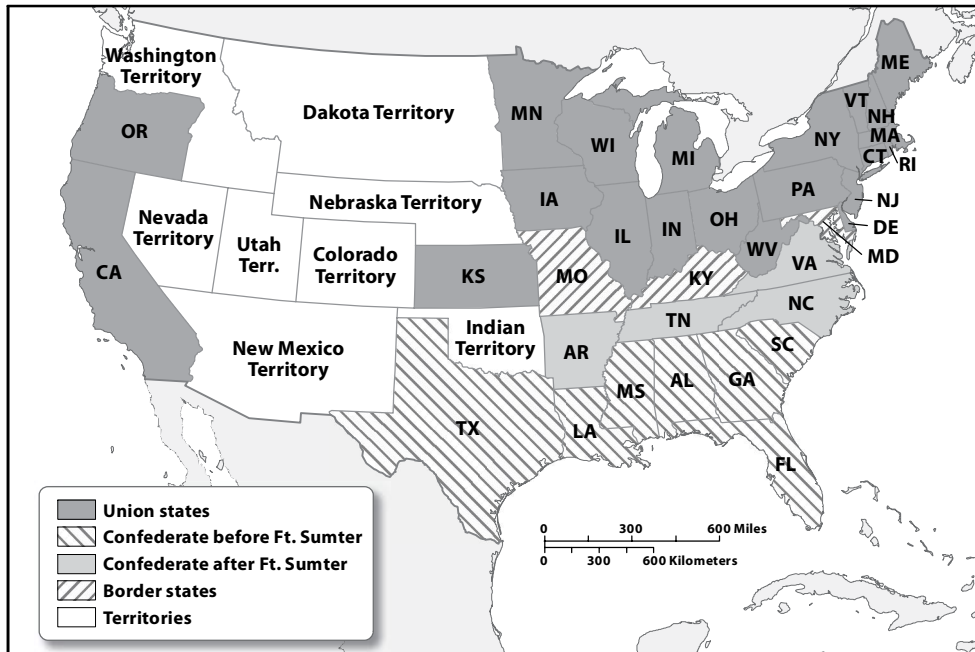 Washington
Territory
Dakota Territory
OR
MN
WI
MI
ME
VT
NH
MA
NY
CT
RI
Nebraska Territory
IA
PA
NJ
Nevada
Territory
Utah
Terr.
Colorado
Territory
IL
IN
OH
DE
MD
WV
VA
CA
KS
MO
KY
NC
TN
New Mexico
Territory
Indian
Territory
AR
SC
MS
AL
GA
TX
LA
FL
Union states
Confederate before Ft. Sumter
Confederate after Ft. Sumter
Border states
Territories
0 300 600 Miles
0 300 600 Kilometers